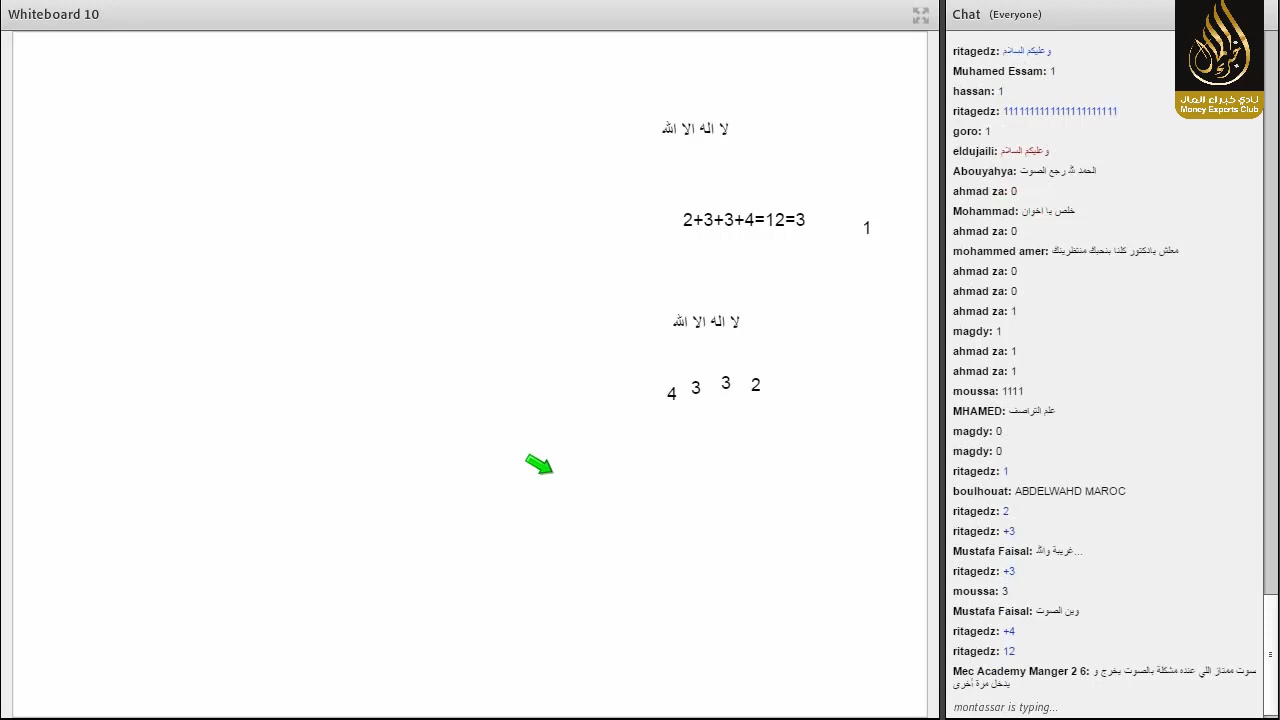 Whiteboard 10
لا اله الا الله
2+3+3+4=12=3
1
لا اله الا الله
4 3 3 2
Chat (Everyone)
نادي خبراء المال
Money Experts Club
ritagedz: وعليكم السلام
Muhamed Essam: 1
hassan: 1
ritagedz: 1111111111111111111111
goro: 1
eldujaili: وعليكم السلام
Abouyahya: الحمد لله رجع الصوت
ahmad za: 0
Mohammad: خلص يا اخوان
ahmad za: 0
mohammed amer: معلش يادكتور كلنا بنحبك منتظرينك
ahmad za: 0
ahmad za: 0
ahmad za: 1
magdy: 1
ahmad za: 1
ahmad za: 1
moussa: 1111
MHAMED: علم التراصف
magdy: 0
magdy: 0
ritagedz: 1
boulhouat: ABDELWAHD MAROC
ritagedz: 2
ritagedz: +3
Mustafa Faisal: غريبة والله...
ritagedz: +3
moussa: 3
Mustafa Faisal: وين الصوت
ritagedz: +4
ritagedz: 12
Mec Academy Manger 2 6: سوت ممتاز اللي عنده مشكلة بالصوت يخرج و
يدخل مرة أخرى
montassar is typing...